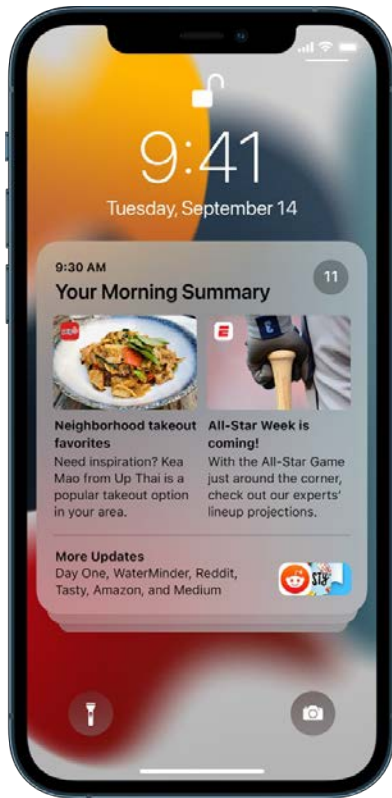 9:41
Tuesday, September 14
9:30 AM
11
Your Morning Summary
Neighborhood takeout
favorites
Need inspiration? Kea
Mao from Up Thai is a
popular takeout option
in your area.
All-Star Week is
coming!
With the All-Star Game
just around the corner,
check out our experts'
lineup projections.
More Updates
Day One, WaterMinder, Reddit,
Tasty, Amazon, and Medium